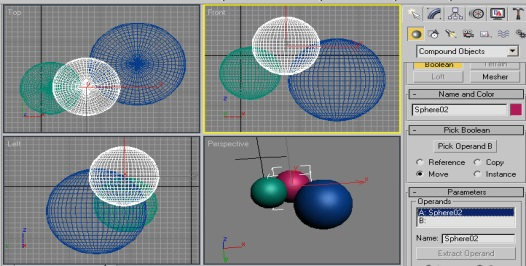 Top
Front
Left
Perspective
Compound Objects
Boolean
Terrain
Loft
Mesher
- Name and Color
Sphere02
- Pick Boolean
Pick Operand B
Reference
Copy
Move
Instance
- Parameters
Operands
A: Sphere02
B:
Name: Sphere02
Extract Operand